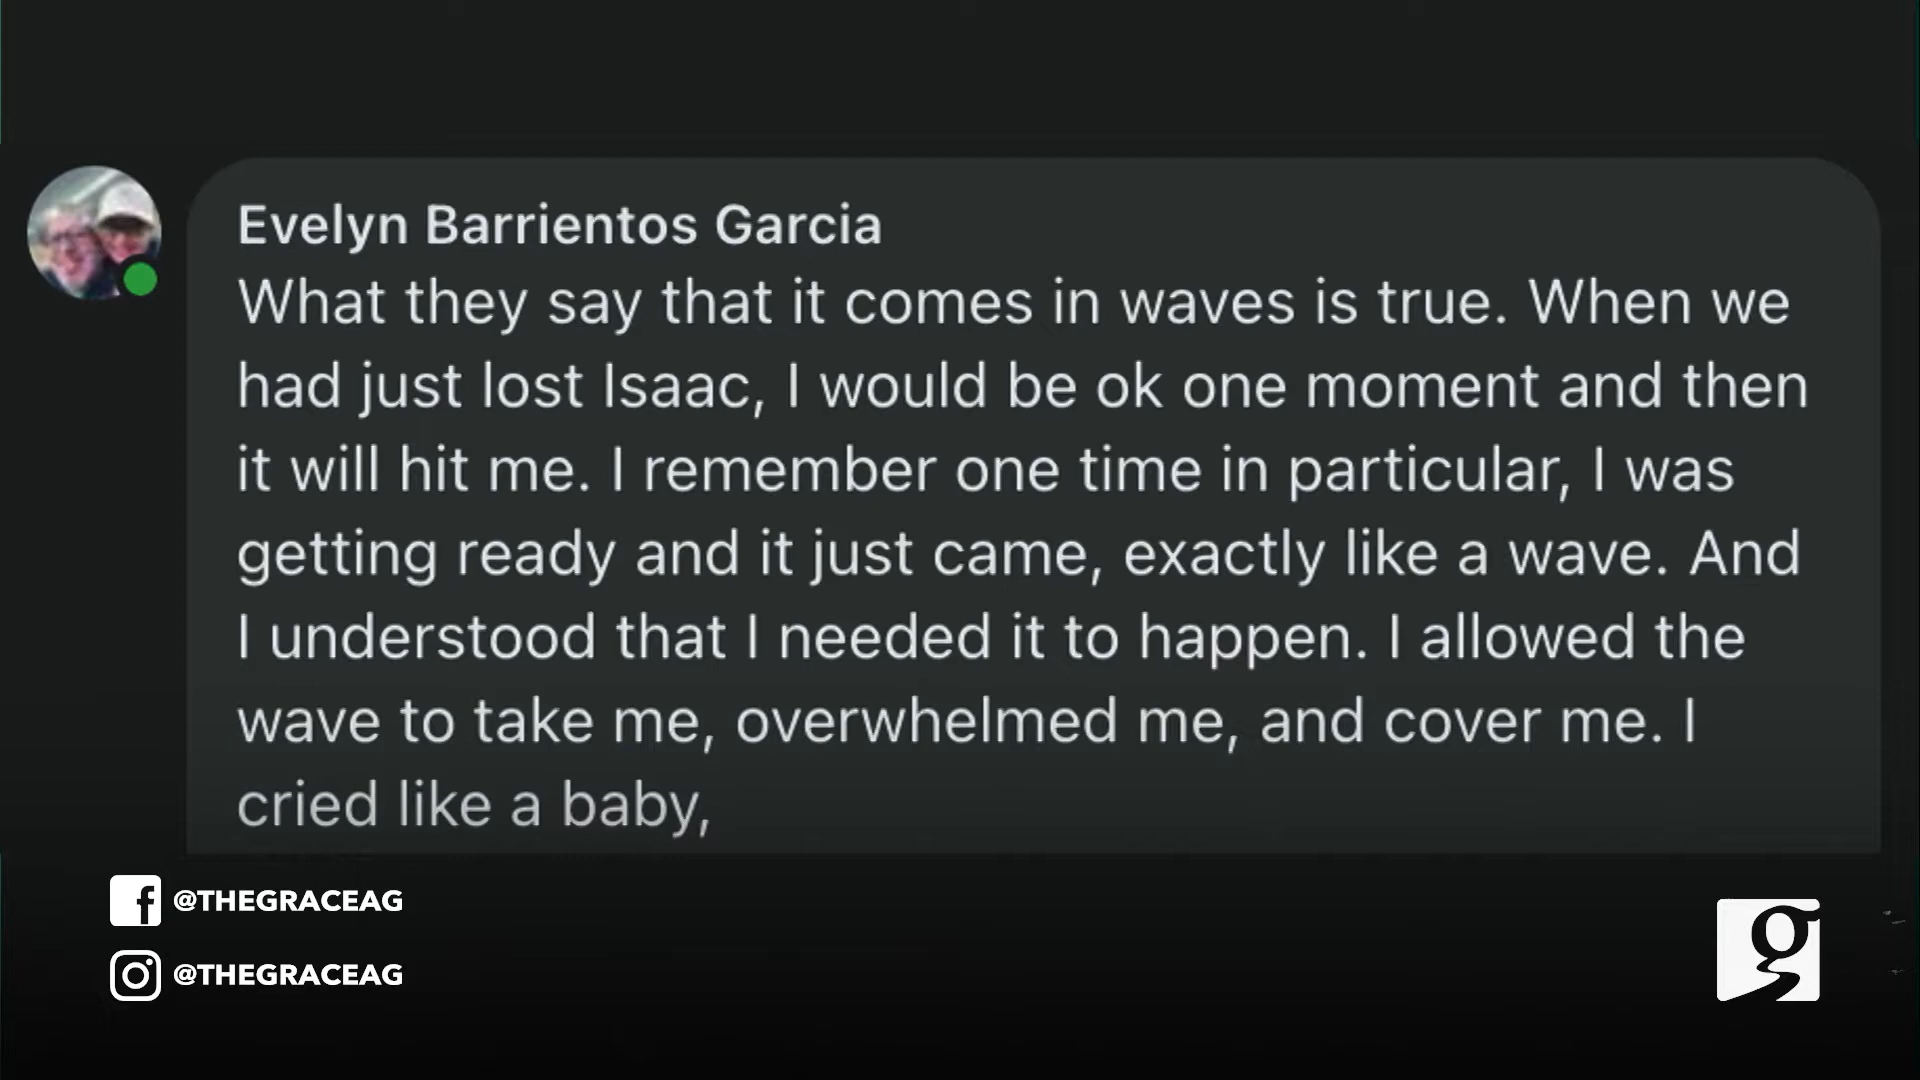 Evelyn Barrientos Garcia
What they say that it comes in waves is true. When we
had just lost Isaac, I would be ok one moment and then
it will hit me. I remember one time in particular, I was
getting ready and it just came, exactly like a wave. And
I understood that I needed it to happen. I allowed the
wave to take me, overwhelmed me, and cover me. I
cried like a baby,
@THEGRACEAG
@THEGRACEAG
g